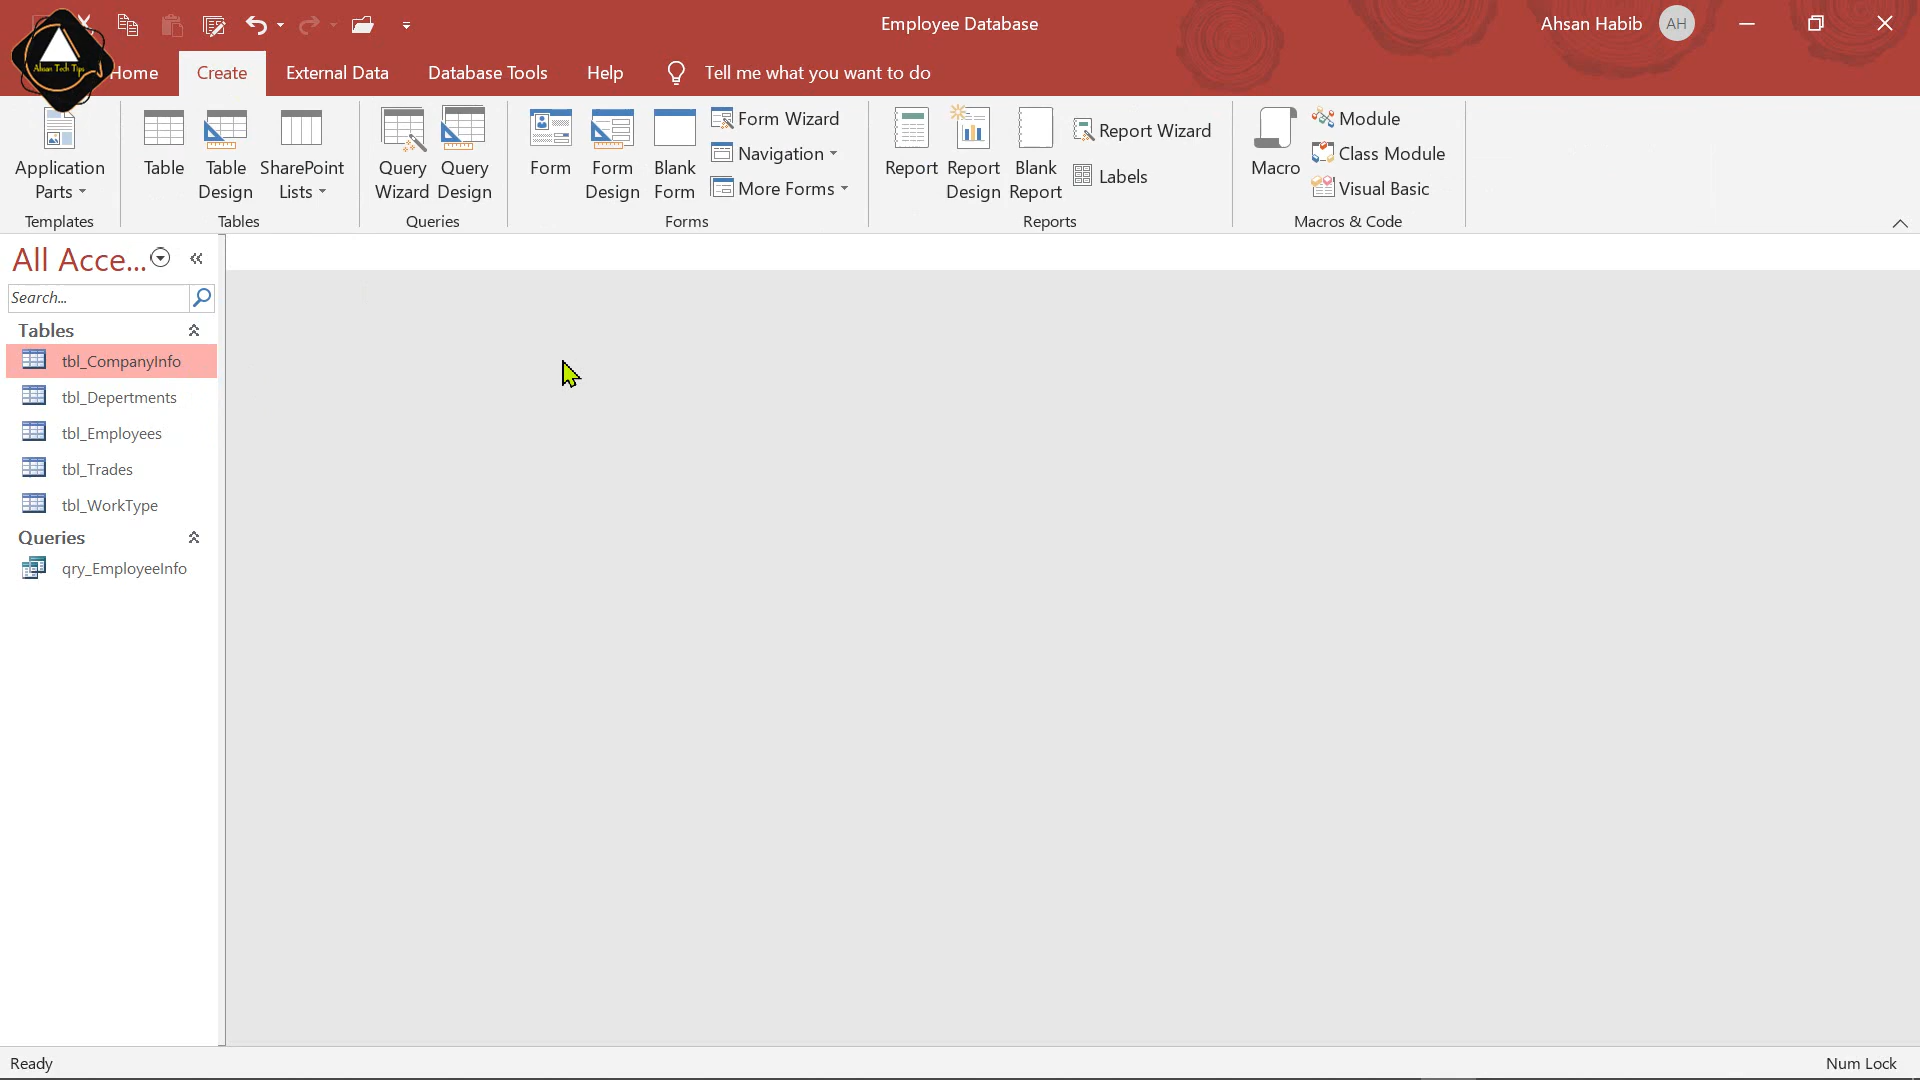 Employee Database
Ahsan Habib
AH
Ahsan Tech Tips
Home
Create
External Data
Database Tools
Help
Tell me what you want to do
Application
Parts
Templates
Table
Table
Design
SharePoint
Lists
Tables
Query
Wizard
Query
Design
Queries
Form
Form
Design
Blank
Form
Form Wizard
Navigation
More Forms
Forms
Report
Report
Design
Blank
Report
Report Wizard
Labels
Reports
Macro
Module
Class Module
Visual Basic
Macros & Code
All Acce...
Search...
Tables
tbl_CompanyInfo
tbl_Depertments
tbl_Employees
tbl_Trades
tbl_WorkType
Queries
qry_EmployeeInfo
Ready
Num Lock